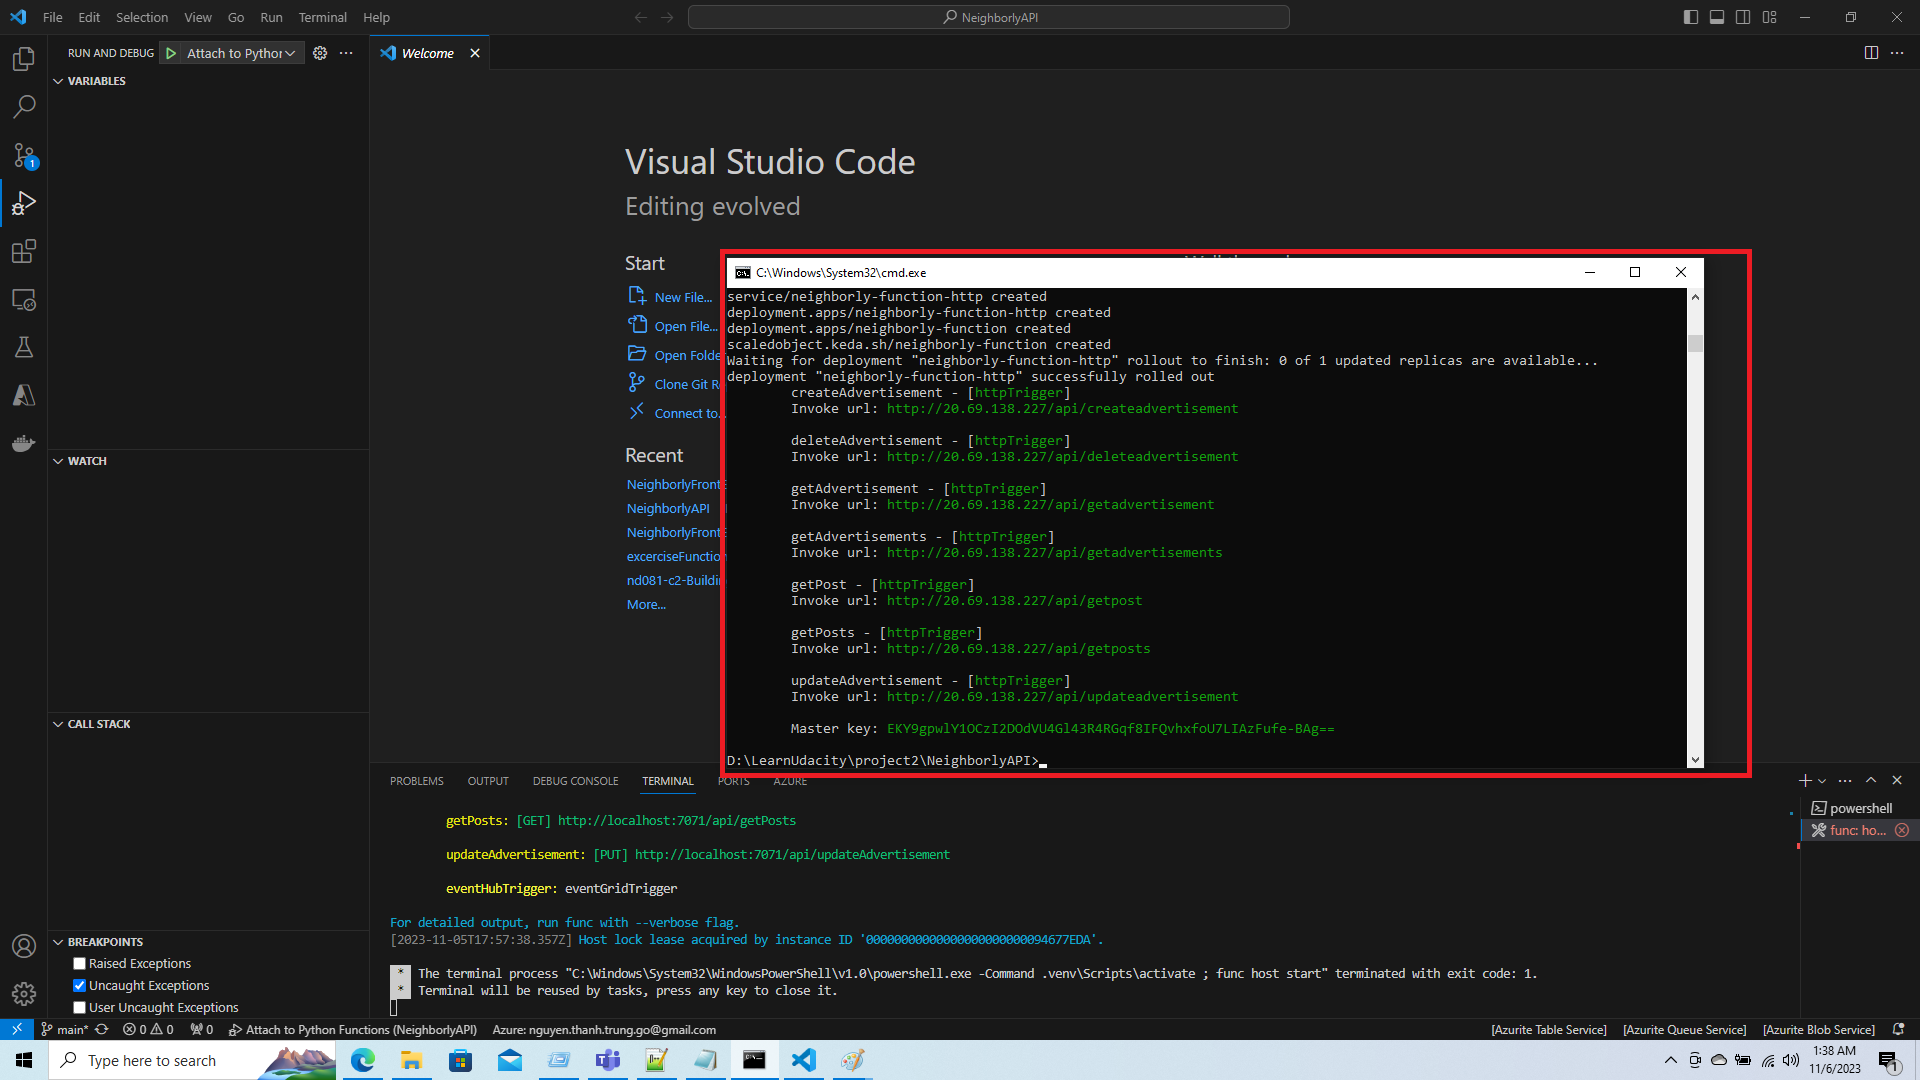 File Edit Selection View Go Run Terminal Help
NeighborlyAPI
RUN AND DEBUG Attach to Python
Welcome
VARIABLES
1
Visual Studio Code
Editing evolved
Start
New File...
Open File...
Open Folde
Clone Git R
Connect to.
Recent
NeighborlyFront
NeighborlyAPI
NeighborlyFront
excerciseFunction
nd081-c2-Buildin
More...
C:\Windows\System32\cmd.exe
service/neighborly-function-http created
deployment.apps/neighborly-function-http created
deployment.apps/neighborly-function created
scaledobject.keda.sh/neighborly-function created
Waiting for deployment "neighborly-function-http" rollout to finish: 0 of 1 updated replicas are available...
deployment "neighborly-function-http" successfully rolled out
createAdvertisement - [httpTrigger]
Invoke url: http://20.69.138.227/api/createadvertisement
deleteAdvertisement - [httpTrigger]
Invoke url: http://20.69.138.227/api/deleteadvertisement
getAdvertisement - [httpTrigger]
Invoke url: http://20.69.138.227/api/getadvertisement
getAdvertisements - [httpTrigger]
Invoke url: http://20.69.138.227/api/getadvertisements
getPost - [httpTrigger]
Invoke url: http://20.69.138.227/api/getpost
getPosts - [httpTrigger]
Invoke url: http://20.69.138.227/api/getposts
updateAdvertisement - [httpTrigger]
Invoke url: http://20.69.138.227/api/updateadvertisement
Master key: EKY9gpwlY1OCzI2DOdVU4Gl43R4RGqf8IFQvhxfoU7LIAzFufe-BAg==
D:\LearnUdacity\project2\NeighborlyAPI>
WATCH
CALL STACK
BREAKPOINTS
Raised Exceptions
Uncaught Exceptions
User Uncaught Exceptions
PROBLEMS OUTPUT DEBUG CONSOLE TERMINAL PORTS AZURE
getPosts: [GET] http://localhost:7071/api/getPosts
updateAdvertisement: [PUT] http://localhost:7071/api/updateAdvertisement
eventHubTrigger: eventGridTrigger
For detailed output, run func with --verbose flag.
[2023-11-05T17:57:38.357Z] Host lock lease acquired by instance ID '00000000000000000000000094677EDA'.
* The terminal process "C:\Windows\System32\WindowsPowerShell\v1.0\powershell.exe -Command .venv\Scripts\activate ; func host start" terminated with exit code: 1.
* Terminal will be reused by tasks, press any key to close it.
powershell
func: ho...
main* 0 0 0 Attach to Python Functions (NeighborlyAPI) Azure: nguyen.thanh.trung.go@gmail.com [Azurite Table Service] [Azurite Queue Service] [Azurite Blob Service]
Type here to search
1:38 AM
11/6/2023
1